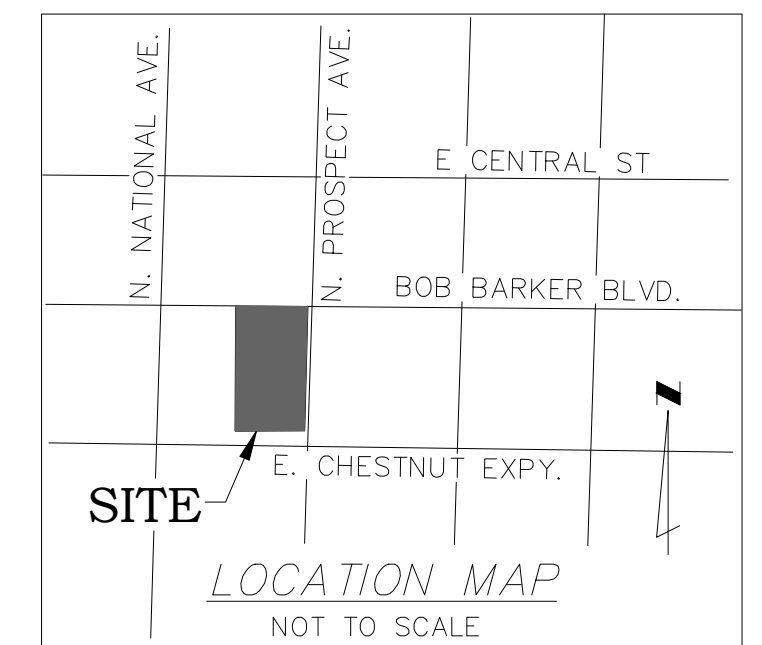 N. NATIONAL AVE.
N. PROSPECT AVE.
E CENTRAL ST
BOB BARKER BLVD.
N
E. CHESTNUT EXPY.
SITE
LOCATION MAP
NOT TO SCALE